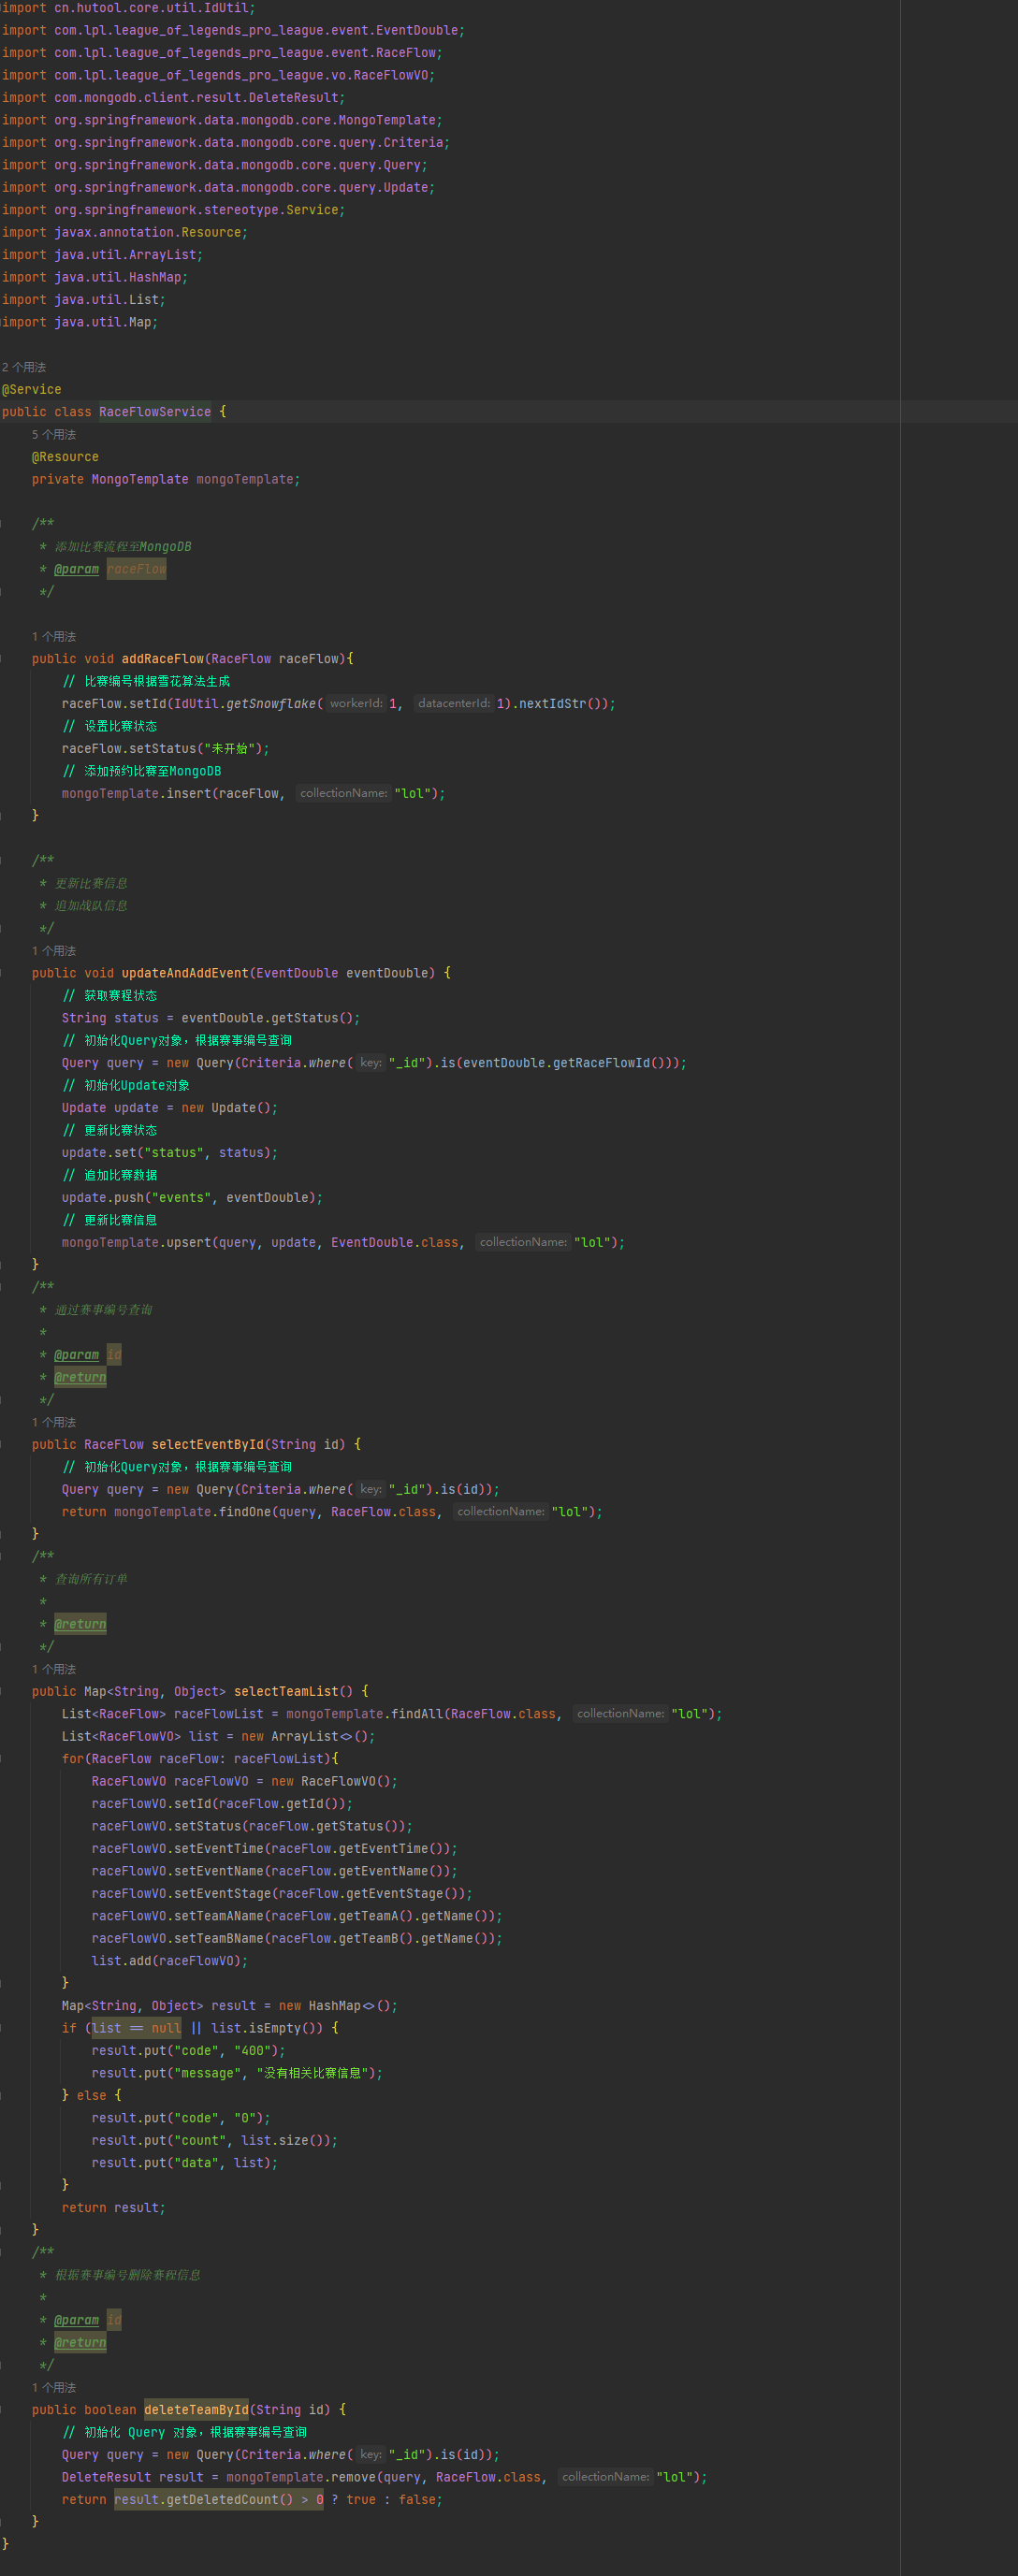 import cn.hutool.core.util.IdUtil;
import com.lpl.league_of_legends_pro_league.event.EventDouble;
import com.lpl.league_of_legends_pro_league.event.RaceFlow;
import com.lpl.league_of_legends_pro_league.vo.RaceFlowVO;
import com.mongodb.client.result.DeleteResult;
import org.springframework.data.mongodb.core.MongoTemplate;
import org.springframework.data.mongodb.core.query.Criteria;
import org.springframework.data.mongodb.core.query.Query;
import org.springframework.data.mongodb.core.query.Update;
import org.springframework.stereotype.Service;
import javax.annotation.Resource;
import java.util.ArrayList;
import java.util.HashMap;
import java.util.List;
import java.util.Map;
2 个用法
@Service
public class RaceFlowService {
5 个用法
@Resource
private MongoTemplate mongoTemplate;
/**
* 添加比赛流程至MongoDB
* @param raceFlow
*/
1 个用法
public void addRaceFlow(RaceFlow raceFlow){
// 比赛编号根据雪花算法生成
raceFlow.setId(IdUtil.getSnowflake( workerId: 1, datacenterId: 1).nextIdStr());
// 设置比赛状态
raceFlow.setStatus("未开始");
// 添加预约比赛至MongoDB
mongoTemplate.insert(raceFlow, collectionName: "lol");
}
/**
* 更新比赛信息
* 追加战队信息
*/
1 个用法
public void updateAndAddEvent(EventDouble eventDouble) {
// 获取赛程状态
String status = eventDouble.getStatus();
// 初始化Query对象，根据赛事编号查询
Query query = new Query(Criteria.where( key: "_id").is(eventDouble.getRaceFlowId()));
// 初始化Update对象
Update update = new Update();
// 更新比赛状态
update.set("status", status);
// 追加比赛数据
update.push("events", eventDouble);
// 更新比赛信息
mongoTemplate.upsert(query, update, EventDouble.class, collectionName: "lol");
}
/**
* 通过赛事编号查询
*
* @param id
* @return
*/
1 个用法
public RaceFlow selectEventById(String id) {
// 初始化Query对象，根据赛事编号查询
Query query = new Query(Criteria.where( key: "_id").is(id));
return mongoTemplate.findOne(query, RaceFlow.class, collectionName: "lol");
}
/**
* 查询所有订单
*
* @return
*/
1 个用法
public Map<String, Object> selectTeamList() {
List<RaceFlow> raceFlowList = mongoTemplate.findAll(RaceFlow.class, collectionName: "lol");
List<RaceFlowVO> list = new ArrayList<>();
for(RaceFlow raceFlow: raceFlowList){
RaceFlowVO raceFlowVO = new RaceFlowVO();
raceFlowVO.setId(raceFlow.getId());
raceFlowVO.setStatus(raceFlow.getStatus());
raceFlowVO.setEventTime(raceFlow.getEventTime());
raceFlowVO.setEventName(raceFlow.getEventName());
raceFlowVO.setEventStage(raceFlow.getEventStage());
raceFlowVO.setTeamAName(raceFlow.getTeamA().getName());
raceFlowVO.setTeamBName(raceFlow.getTeamB().getName());
list.add(raceFlowVO);
}
Map<String, Object> result = new HashMap<>();
if (list == null || list.isEmpty()) {
result.put("code", "400");
result.put("message", "没有相关比赛信息");
} else {
result.put("code", "0");
result.put("count", list.size());
result.put("data", list);
}
return result;
}
/**
* 根据赛事编号删除赛程信息
*
* @param id
* @return
*/
1 个用法
public boolean deleteTeamById(String id) {
// 初始化 Query 对象，根据赛事编号查询
Query query = new Query(Criteria.where( key: "_id").is(id));
DeleteResult result = mongoTemplate.remove(query, RaceFlow.class, collectionName: "lol");
return result.getDeletedCount() > 0 ? true : false;
}
}